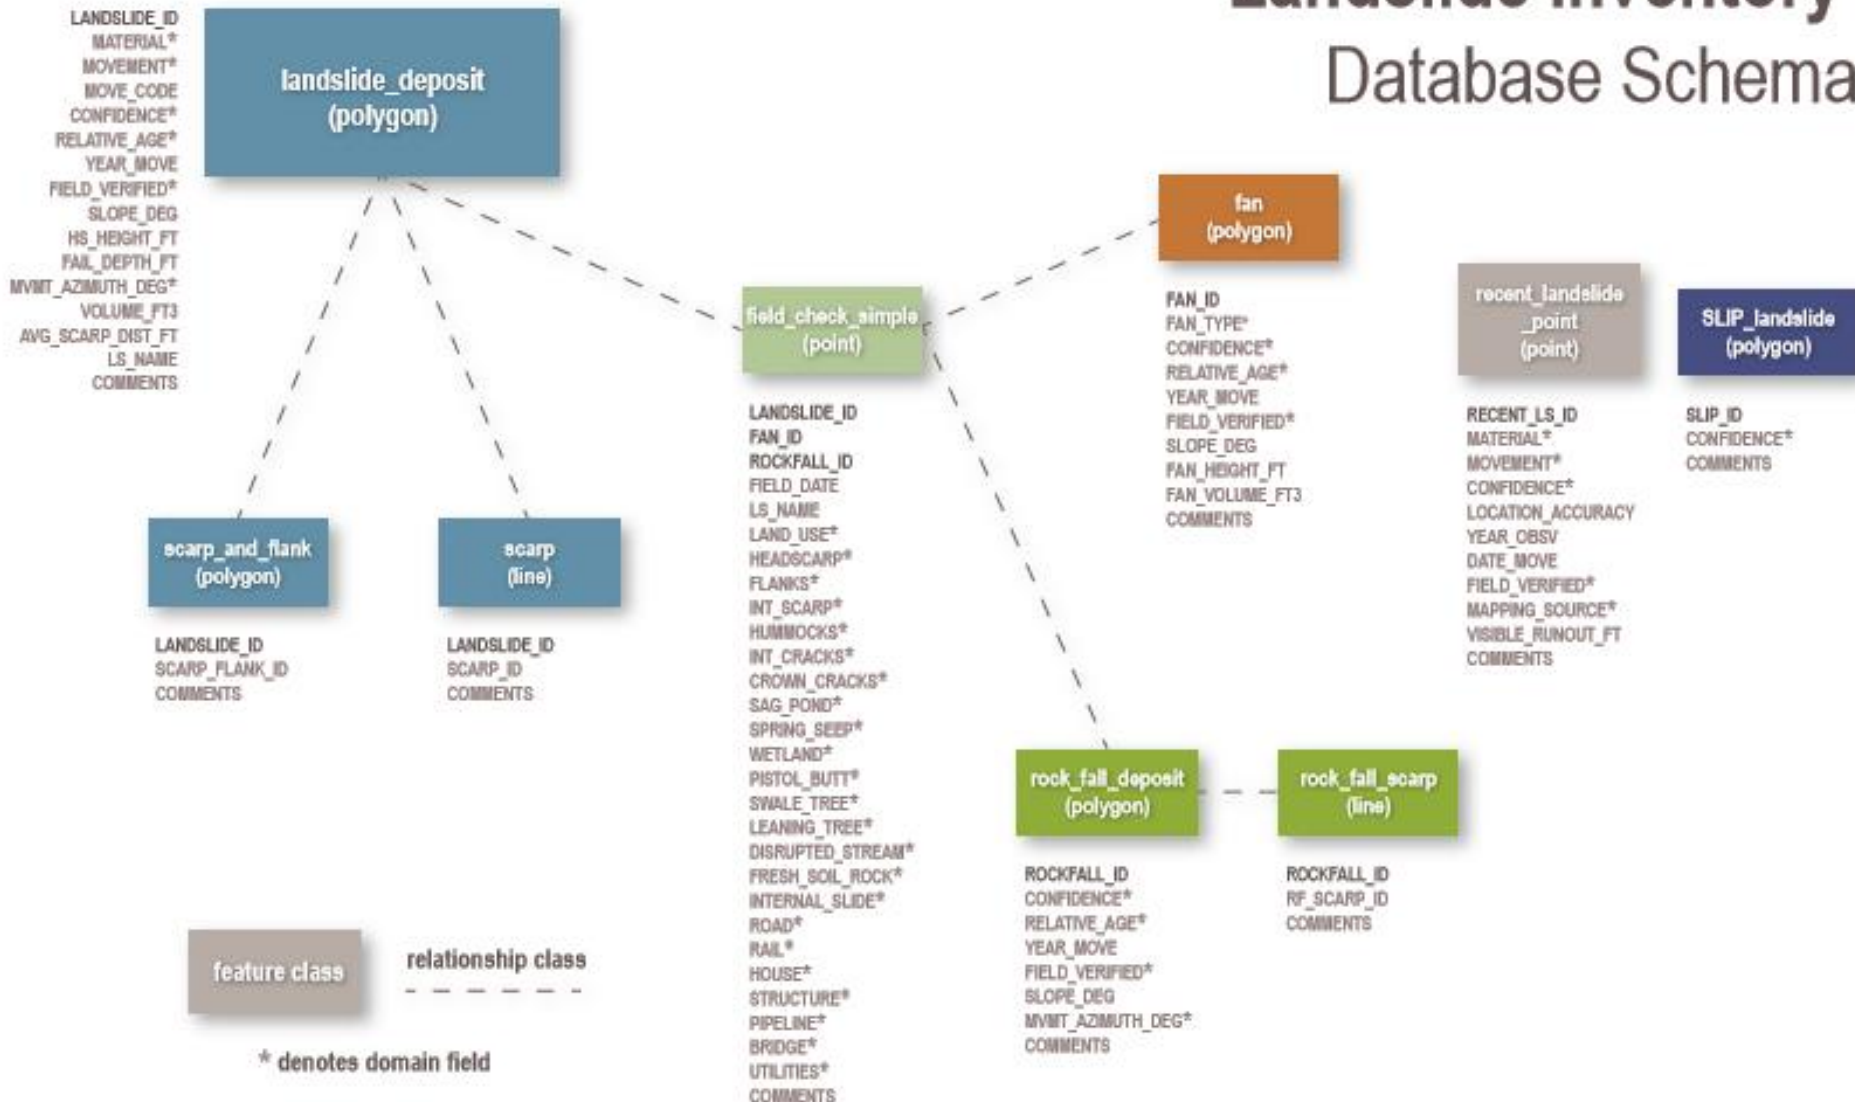 Landslide Inventory
Database Schema
LANDSLIDE_ID
MATERIAL*
MOVEMENT*
MOVE_CODE
CONFIDENCE*
RELATIVE_AGE*
YEAR_MOVE
FIELD_VERIFIED*
SLOPE_DEG
HS_HEIGHT_FT
FAIL_DEPTH_FT
MVMT_AZIMUTH_DEG*
VOLUME_FT3
AVG_SCARP_DIST_FT
LS_NAME
COMMENTS
landslide_deposit
(polygon)
scarp_and_flank
(polygon)
LANDSLIDE_ID
SCARP_FLANK_ID
COMMENTS
scarp
(line)
LANDSLIDE_ID
SCARP_ID
COMMENTS
field_check_simple
(point)
LANDSLIDE_ID
FAN_ID
ROCKFALL_ID
FIELD_DATE
LS_NAME
LAND_USE*
HEADSCARP*
FLANKS*
INT_SCARP*
HUMMOCKS*
INT_CRACKS*
CROWN_CRACKS*
SAG_POND*
SPRING_SEEP*
WETLAND*
PISTOL_BUTT*
SWALE_TREE*
LEANING_TREE*
DISRUPTED_STREAM*
FRESH_SOIL_ROCK*
INTERNAL_SLIDE*
ROAD*
RAIL*
HOUSE*
STRUCTURE*
PIPELINE*
BRIDGE*
UTILITIES*
COMMENTS
fan
(polygon)
FAN_ID
FAN_TYPE*
CONFIDENCE*
RELATIVE_AGE*
YEAR_MOVE
FIELD_VERIFIED*
SLOPE_DEG
FAN_HEIGHT_FT
FAN_VOLUME_FT3
COMMENTS
recent_landslide
_point
(point)
RECENT_LS_ID
MATERIAL*
MOVEMENT*
CONFIDENCE*
LOCATION_ACCURACY
YEAR_OBSV
DATE_MOVE
FIELD_VERIFIED*
MAPPING_SOURCE*
VISIBLE_RUNOUT_FT
COMMENTS
SLIP_landslide
(polygon)
SLIP_ID
CONFIDENCE*
COMMENTS
rock_fall_deposit
(polygon)
ROCKFALL_ID
CONFIDENCE*
RELATIVE_AGE*
YEAR_MOVE
FIELD_VERIFIED*
SLOPE_DEG
MVMT_AZIMUTH_DEG*
COMMENTS
rock_fall_scarp
(line)
ROCKFALL_ID
RF_SCARP_ID
COMMENTS
feature class
relationship class
* denotes domain field